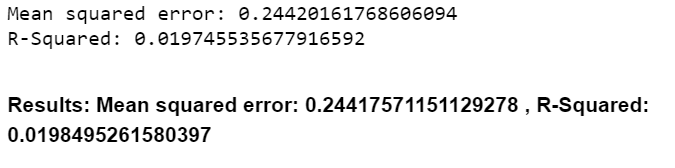 Mean squared error: 0.24420161768606094
R-Squared: 0.019745535677916592
Results: Mean squared error: 0.24417571151129278 , R-Squared:
0.0198495261580397